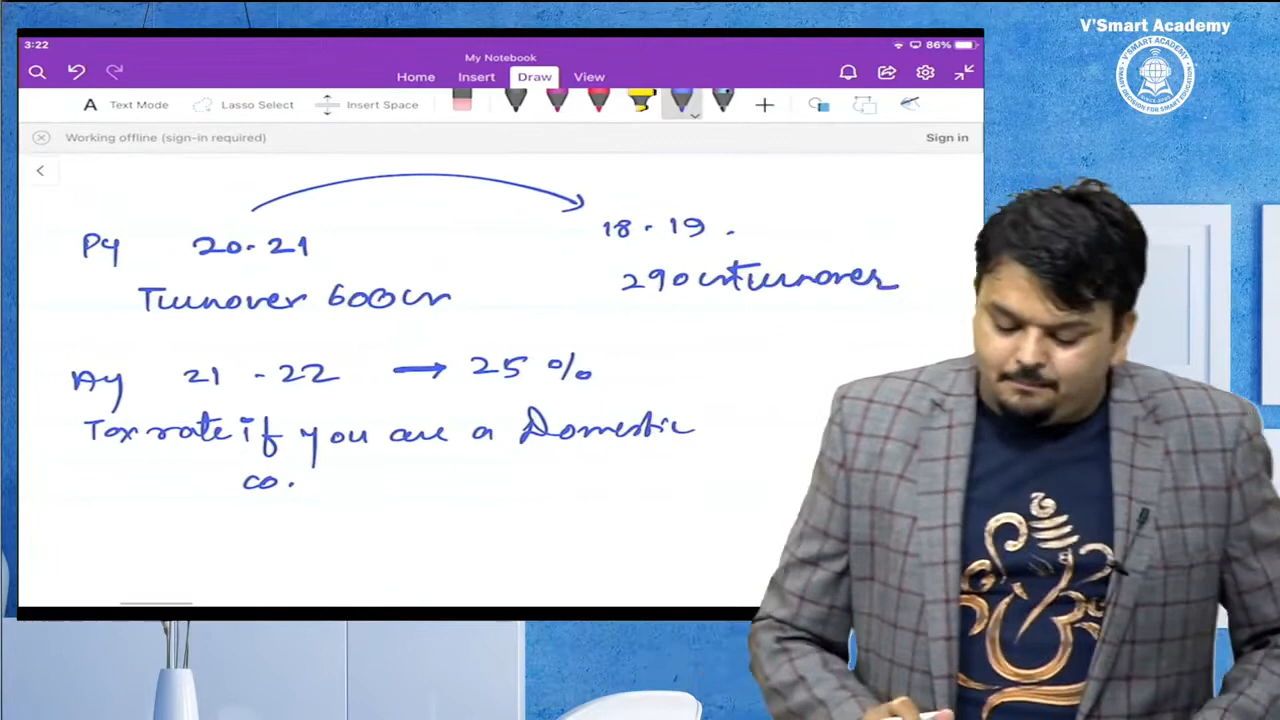 V'Smart Academy
V'SMART ACADEMY
3:22
86%
My Notebook
Home Insert Draw View
A Text Mode Lasso Select Insert Space
Working offline (sign-in required) Sign in
PY 20-21 18-19.
Turnover 600cr 290cr turnover
AY 21-22 → 25%
Tax rate if you are a Domestic
co.